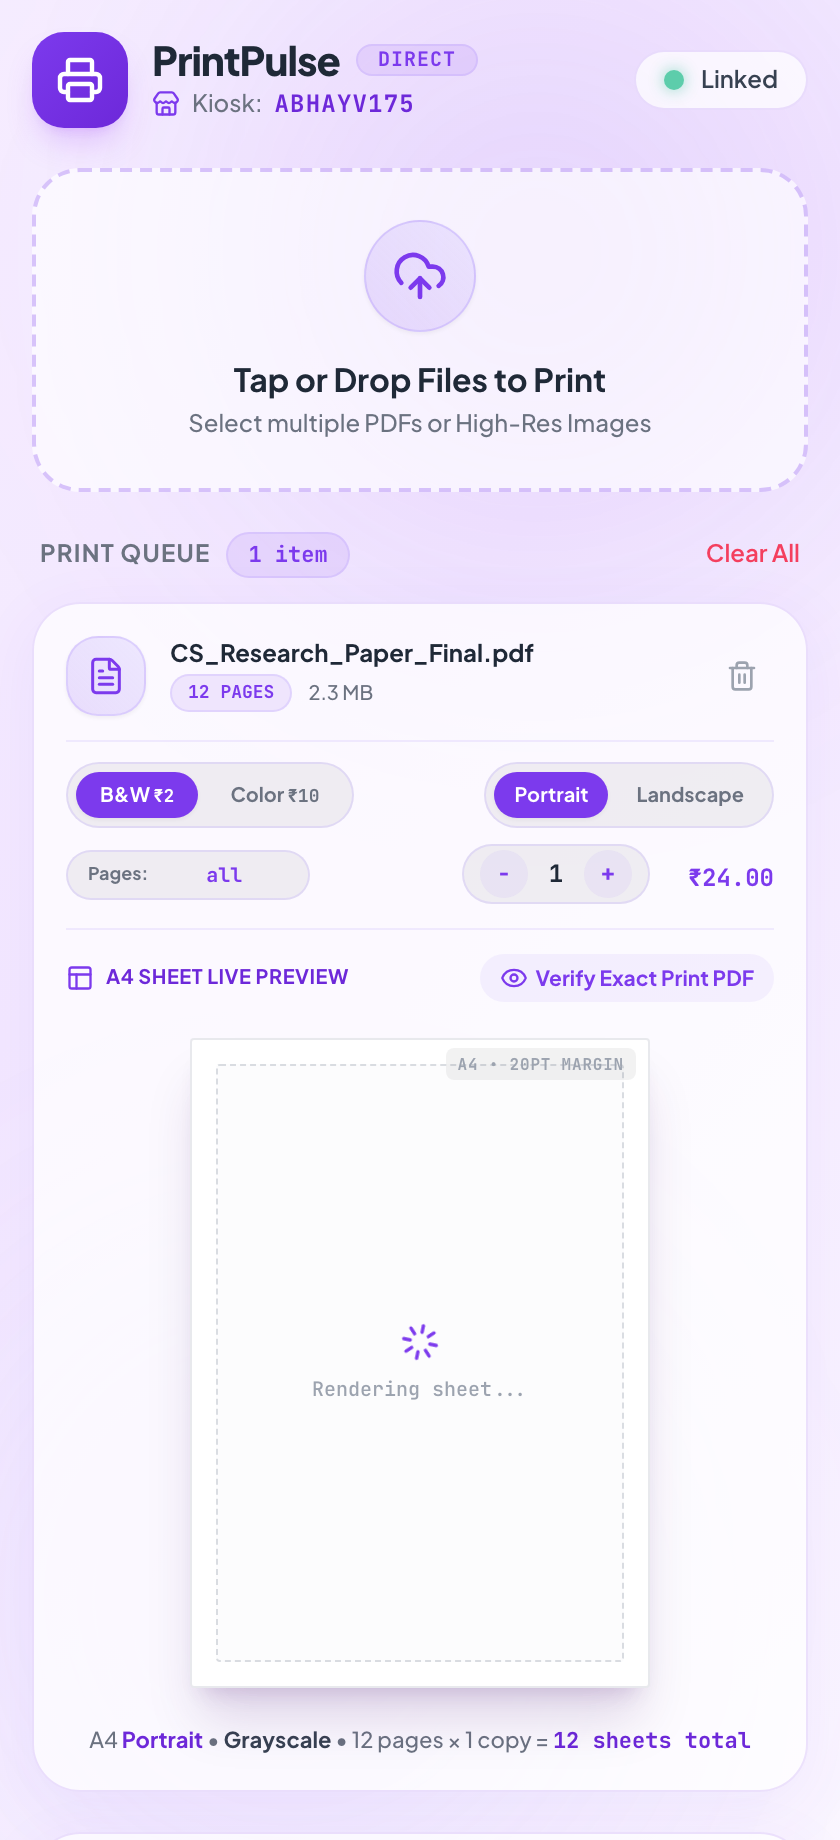 PrintPulse DIRECT
Kiosk: ABHAYV175
Linked
Tap or Drop Files to Print
Select multiple PDFs or High-Res Images
PRINT QUEUE 1 item Clear All
CS_Research_Paper_Final.pdf
12 PAGES 2.3 MB
B&W ₹2 Color ₹10 Portrait Landscape
Pages: all - 1 + ₹24.00
A4 SHEET LIVE PREVIEW Verify Exact Print PDF
A4 • 20PT MARGIN
Rendering sheet...
A4 Portrait • Grayscale • 12 pages × 1 copy = 12 sheets total